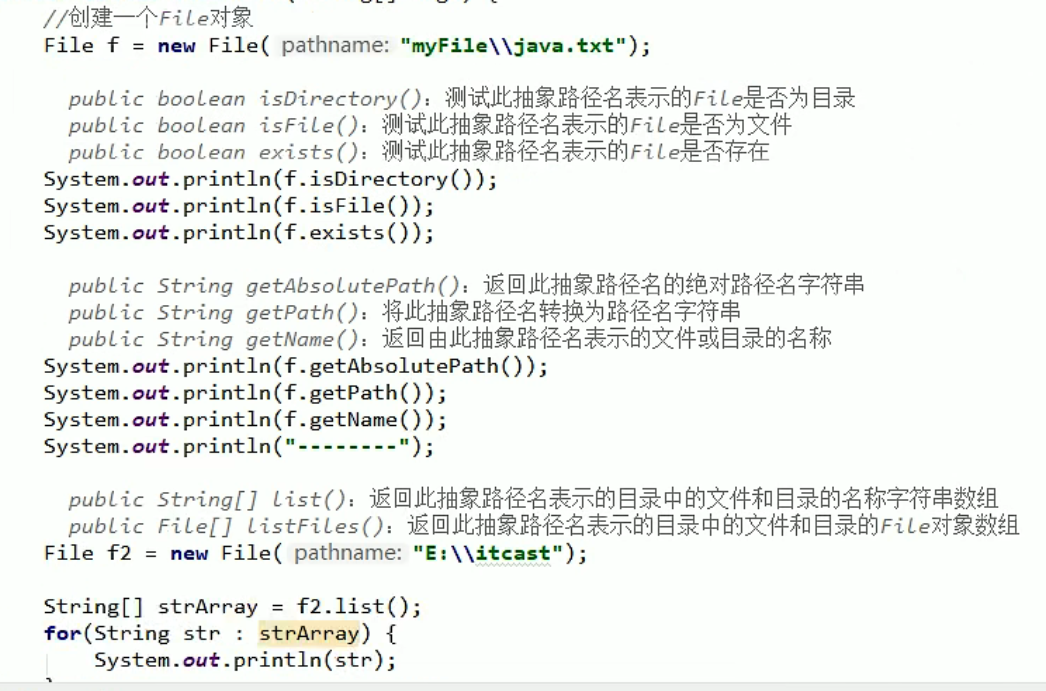 //创建一个File对象
File f = new File( pathname: "myFile\\java.txt");
public boolean isDirectory()：测试此抽象路径名表示的File是否为目录
public boolean isFile()：测试此抽象路径名表示的File是否为文件
public boolean exists()：测试此抽象路径名表示的File是否存在
System.out.println(f.isDirectory());
System.out.println(f.isFile());
System.out.println(f.exists());
public String getAbsolutePath()：返回此抽象路径名的绝对路径名字符串
public String getPath()：将此抽象路径名转换为路径名字符串
public String getName()：返回由此抽象路径名表示的文件或目录的名称
System.out.println(f.getAbsolutePath());
System.out.println(f.getPath());
System.out.println(f.getName());
System.out.println("--------");
public String[] list()：返回此抽象路径名表示的目录中的文件和目录的名称字符串数组
public File[] listFiles()：返回此抽象路径名表示的目录中的文件和目录的File对象数组
File f2 = new File( pathname: "E:\\itcast");
String[] strArray = f2.list();
for(String str : strArray) {
System.out.println(str);